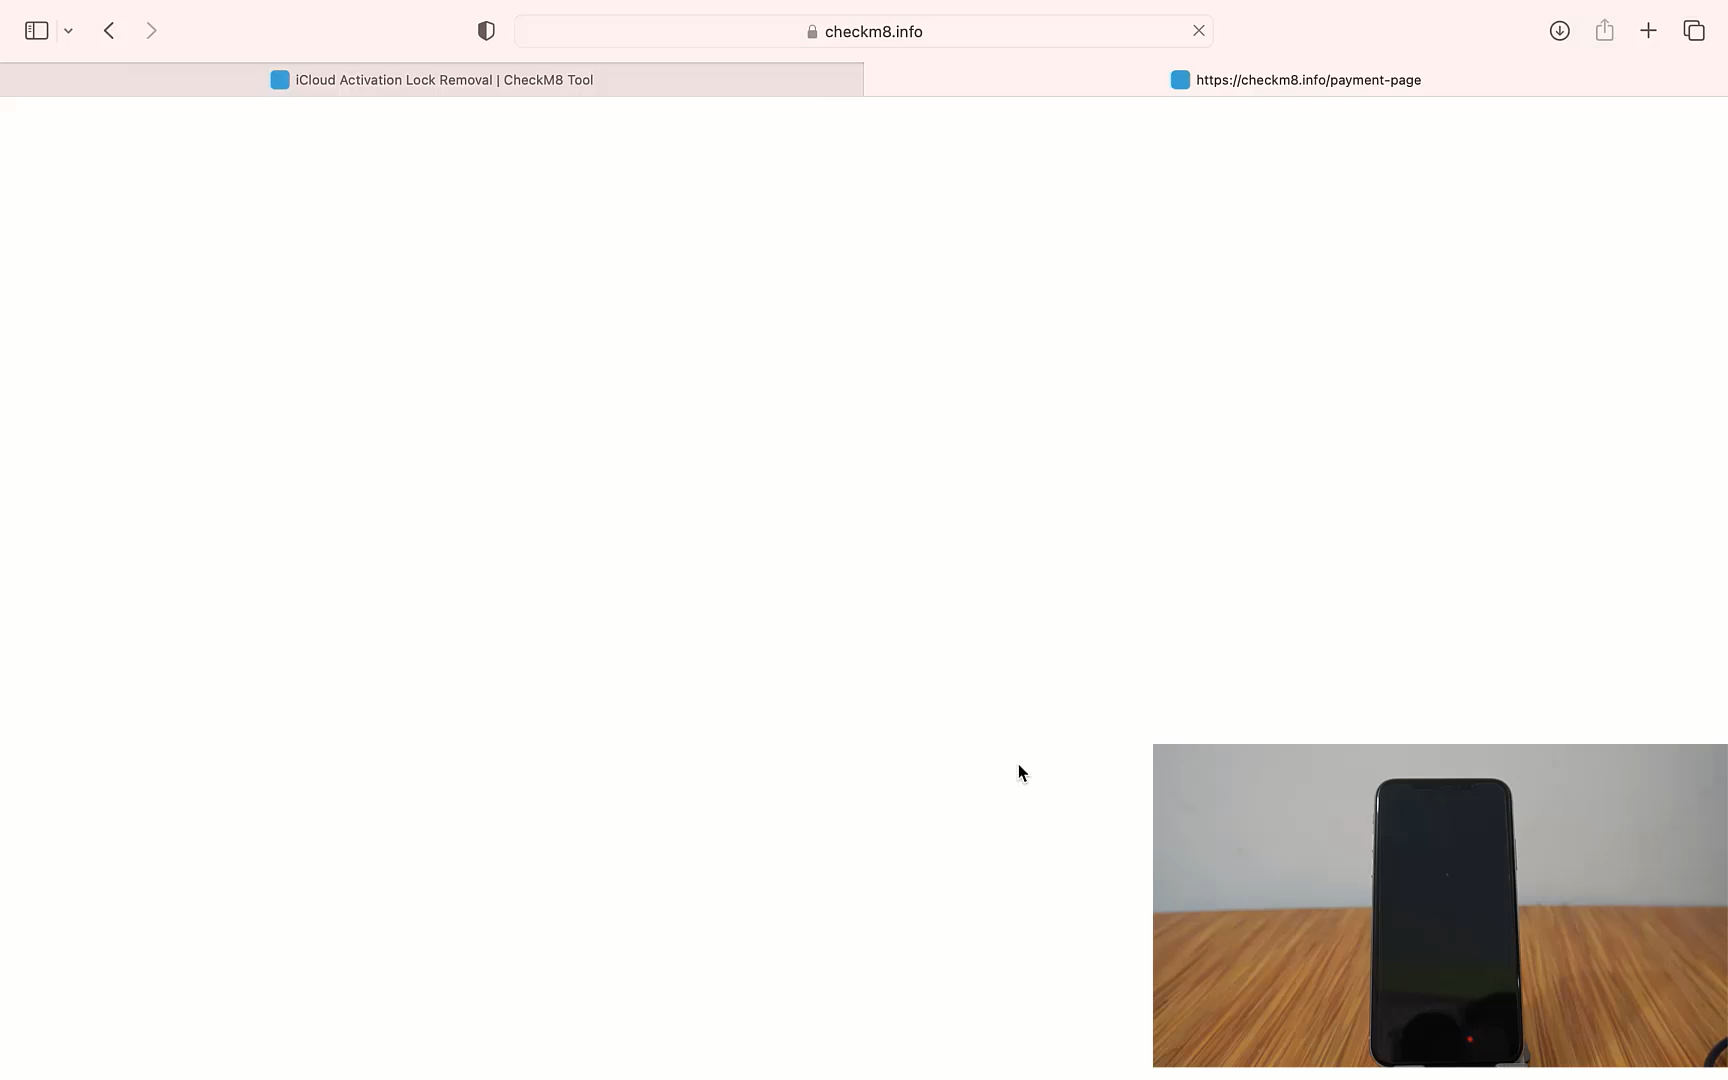 checkm8.info
iCloud Activation Lock Removal | CheckM8 Tool
https://checkm8.info/payment-page